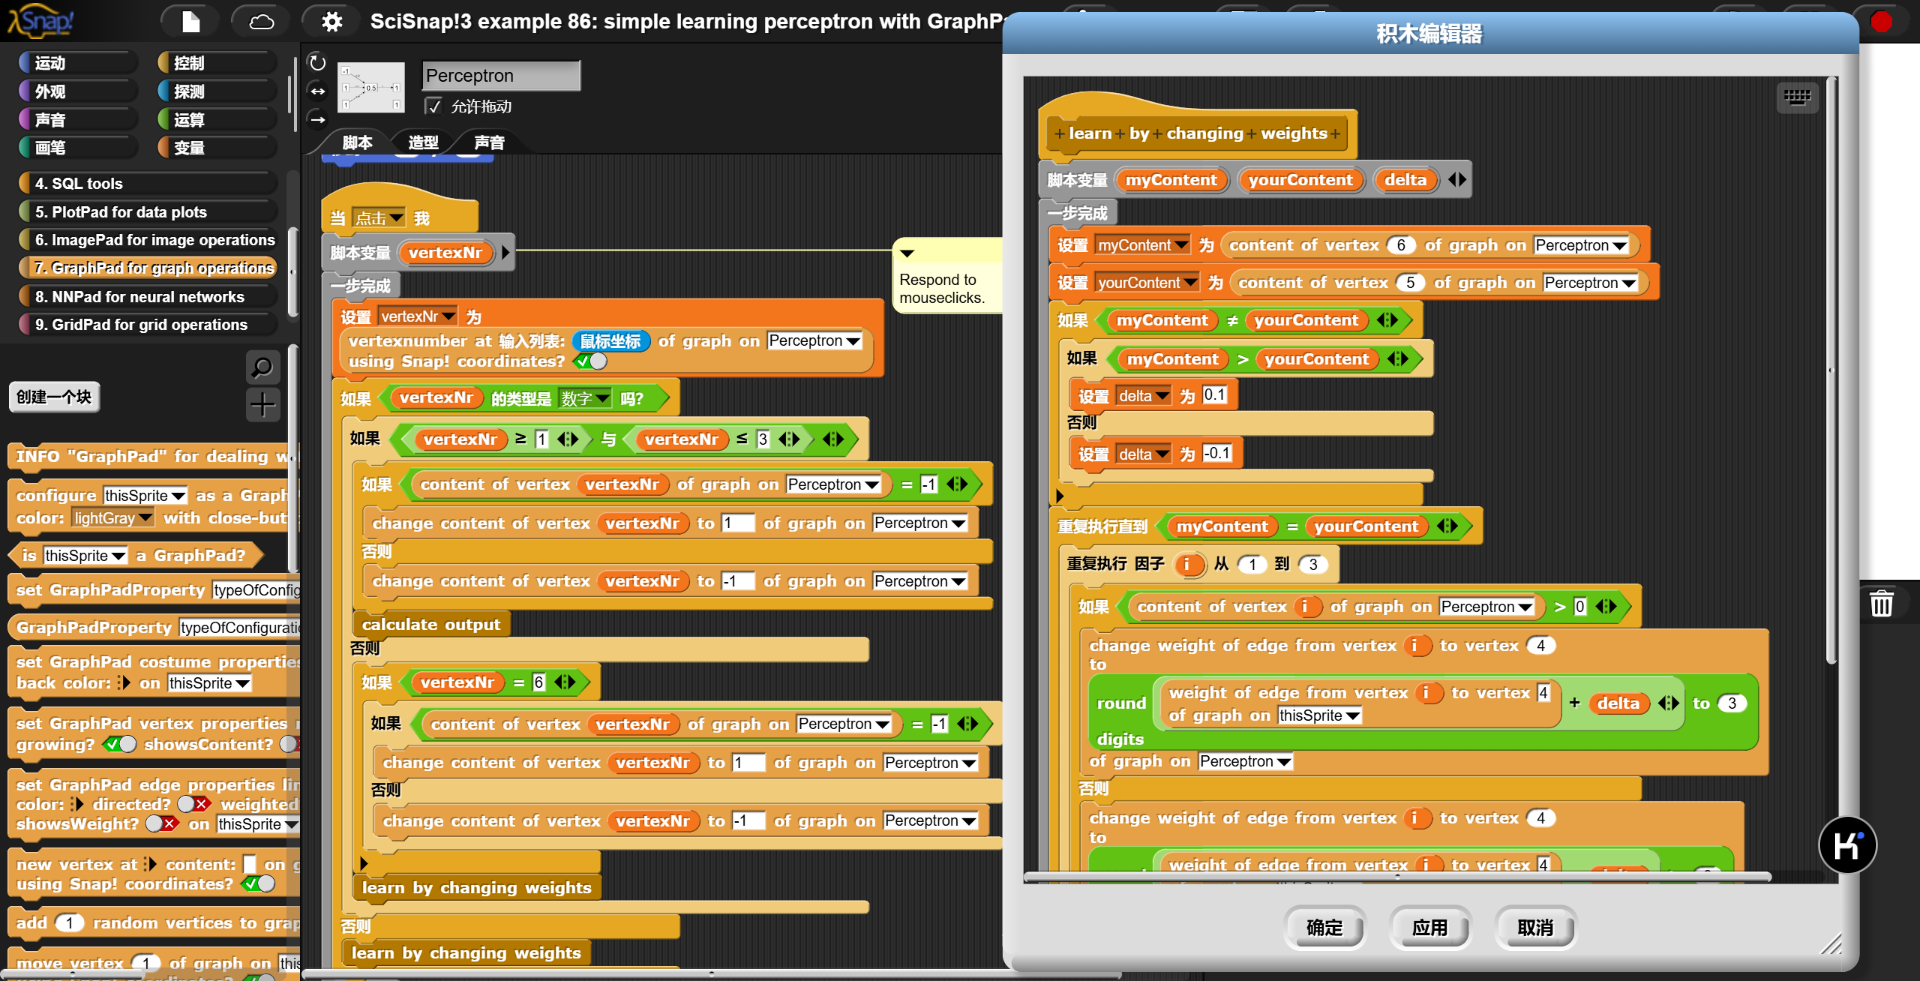 Snap!
SciSnap!3 example 86: simple learning perceptron with GraphP
运动
控制
外观
探测
声音
运算
画笔
变量
4. SQL tools
5. PlotPad for data plots
6. ImagePad for image operations
7. GraphPad for graph operations
8. NNPad for neural networks
9. GridPad for grid operations
创建一个块
INFO "GraphPad" for dealing w
configure thisSprite as a Graph
color: lightGray with close-but
is thisSprite a GraphPad?
set GraphPadProperty typeOfConfig
GraphPadProperty typeOfConfigurati
set GraphPad costume propertie
back color: on thisSprite
set GraphPad vertex properties
growing? showsContent?
set GraphPad edge properties li
color: directed? weighted
showsWeight? on thisSprite
new vertex at content: on g
using Snap! coordinates?
add 1 random vertices to grap
move vertex 1 of graph on this
Perceptron
允许拖动
脚本
造型
声音
当 点击 我
脚本变量 vertexNr
一步完成
设置 vertexNr 为
vertexnumber at 输入列表: 鼠标坐标 of graph on Perceptron
using Snap! coordinates?
如果 vertexNr 的类型是 数字 吗?
如果 vertexNr ≥ 1 与 vertexNr ≤ 3
如果 content of vertex vertexNr of graph on Perceptron = -1
change content of vertex vertexNr to 1 of graph on Perceptron
否则
change content of vertex vertexNr to -1 of graph on Perceptron
calculate output
否则
如果 vertexNr = 6
如果 content of vertex vertexNr of graph on Perceptron = -1
change content of vertex vertexNr to 1 of graph on Perceptron
否则
change content of vertex vertexNr to -1 of graph on Perceptron
learn by changing weights
否则
learn by changing weights
Respond to
mouseclicks.
积木编辑器
+ learn + by + changing + weights +
脚本变量 myContent yourContent delta
一步完成
设置 myContent 为 content of vertex 6 of graph on Perceptron
设置 yourContent 为 content of vertex 5 of graph on Perceptron
如果 myContent ≠ yourContent
如果 myContent > yourContent
设置 delta 为 0.1
否则
设置 delta 为 -0.1
重复执行直到 myContent = yourContent
重复执行 因子 i 从 1 到 3
如果 content of vertex i of graph on Perceptron > 0
change weight of edge from vertex i to vertex 4
to
round weight of edge from vertex i to vertex 4
of graph on thisSprite + delta to 3
digits
of graph on Perceptron
否则
change weight of edge from vertex i to vertex 4
to
weight of edge from vertex i to vertex 4
确定
应用
取消